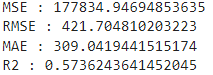 MSE : 177834.94694853635
RMSE : 421.704810203223
MAE : 309.0419441515174
R2 : 0.5736243641452045